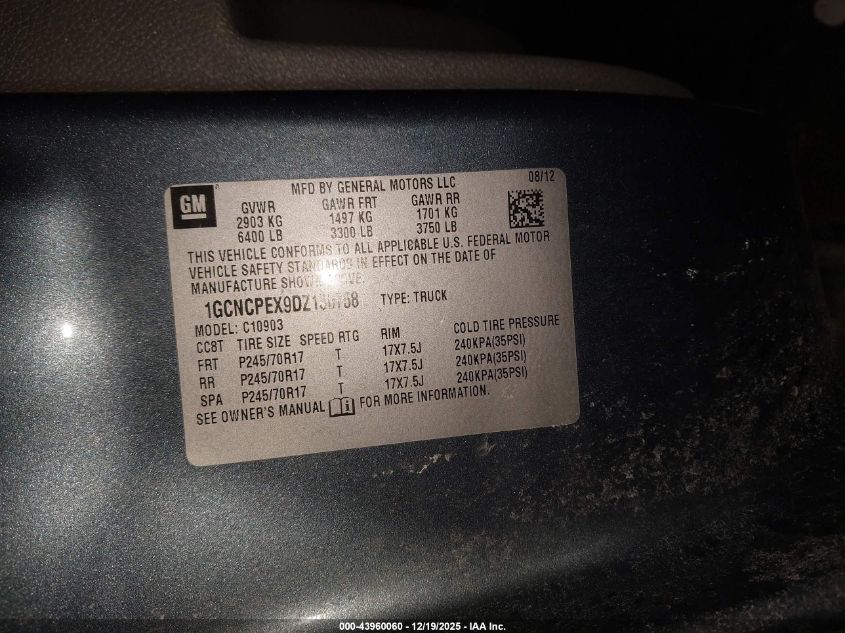 GM
MFD BY GENERAL MOTORS LLC 08/12
GVWR GAWR FRT GAWR RR
2903 KG 1497 KG 1701 KG
6400 LB 3300 LB 3750 LB
THIS VEHICLE CONFORMS TO ALL APPLICABLE U.S. FEDERAL MOTOR
VEHICLE SAFETY STANDARDS IN EFFECT ON THE DATE OF
MANUFACTURE SHOWN ABOVE.
1GCNCPEX9DZ130758 TYPE: TRUCK
MODEL: C10903
CC8T TIRE SIZE SPEED RTG RIM COLD TIRE PRESSURE
FRT P245/70R17 T 17X7.5J 240KPA(35PSI)
RR P245/70R17 T 17X7.5J 240KPA(35PSI)
SPA P245/70R17 T 17X7.5J 240KPA(35PSI)
SEE OWNER'S MANUAL FOR MORE INFORMATION.
000-43960060 - 12/19/2025 - IAA Inc.